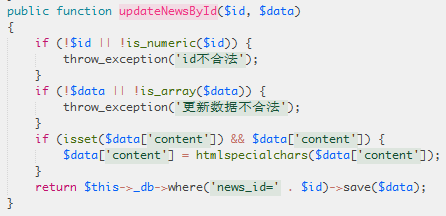 public function updateNewsById($id, $data)
{
    if (!$id || !is_numeric($id)) {
        throw_exception('id不合法');
    }
    if (!$data || !is_array($data)) {
        throw_exception('更新数据不合法');
    }
    if (isset($data['content']) && $data['content']) {
        $data['content'] = htmlspecialchars($data['content']);
    }
    return $this->_db->where('news_id=' . $id)->save($data);
}